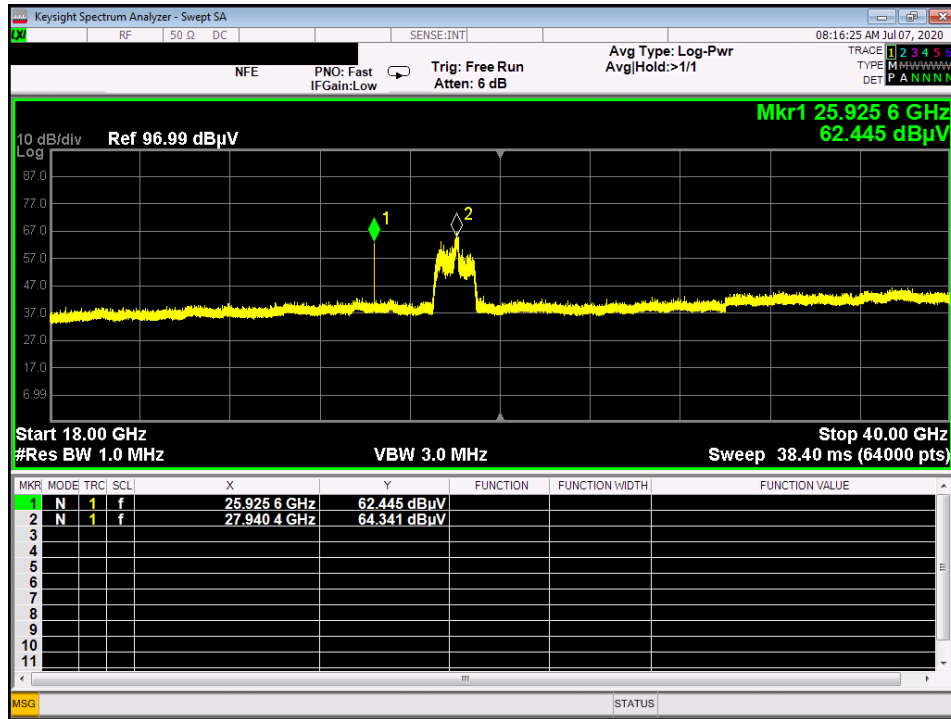 Keysight Spectrum Analyzer - Swept SA
LXI RF 50 Ω DC SENSE:INT 08:16:25 AM Jul 07, 2020
NFE PNO: Fast IFGain:Low Trig: Free Run Atten: 6 dB Avg Type: Log-Pwr Avg|Hold:>1/1
TRACE 1 2 3 4 5 6
TYPE M M W W W W W
DET P A N N N N
Mkr1 25.925 6 GHz
62.445 dBµV
10 dB/div Ref 96.99 dBµV
Log
87.0
77.0
1 2
67.0
57.0
47.0
37.0
27.0
17.0
6.99
Start 18.00 GHz Stop 40.00 GHz
#Res BW 1.0 MHz VBW 3.0 MHz Sweep 38.40 ms (64000 pts)
MKR MODE TRC SCL X Y FUNCTION FUNCTION WIDTH FUNCTION VALUE
1 N 1 f 25.925 6 GHz 62.445 dBµV
2 N 1 f 27.940 4 GHz 64.341 dBµV
3
4
5
6
7
8
9
10
11
MSG STATUS